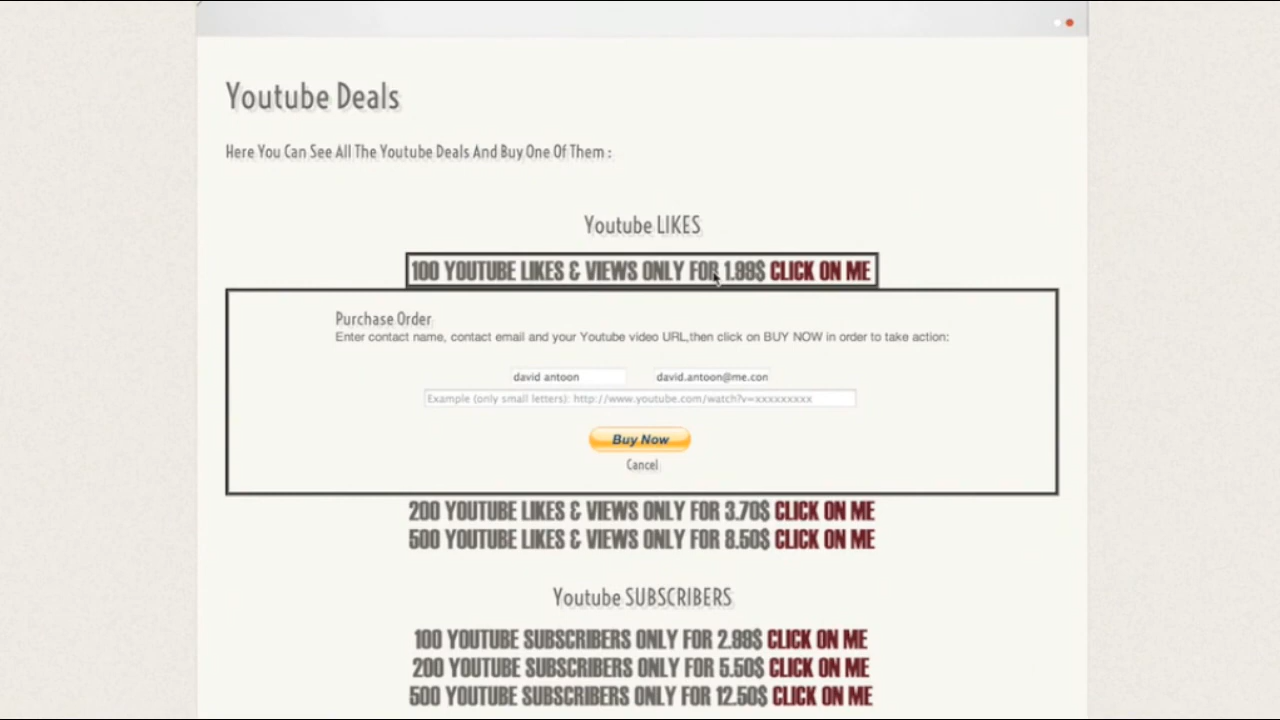 Youtube Deals
Here You Can See All The Youtube Deals And Buy One Of Them :
Youtube LIKES
100 YOUTUBE LIKES & VIEWS ONLY FOR 1.99$ CLICK ON ME
Purchase Order
Enter contact name, contact email and your Youtube video URL,then click on BUY NOW in order to take action:
david antoon david.antoon@me.con
Example (only small letters): http://www.youtube.com/watch?v=xxxxxxxxx
Buy Now
Cancel
200 YOUTUBE LIKES & VIEWS ONLY FOR 3.70$ CLICK ON ME
500 YOUTUBE LIKES & VIEWS ONLY FOR 8.50$ CLICK ON ME
Youtube SUBSCRIBERS
100 YOUTUBE SUBSCRIBERS ONLY FOR 2.99$ CLICK ON ME
200 YOUTUBE SUBSCRIBERS ONLY FOR 5.50$ CLICK ON ME
500 YOUTUBE SUBSCRIBERS ONLY FOR 12.50$ CLICK ON ME